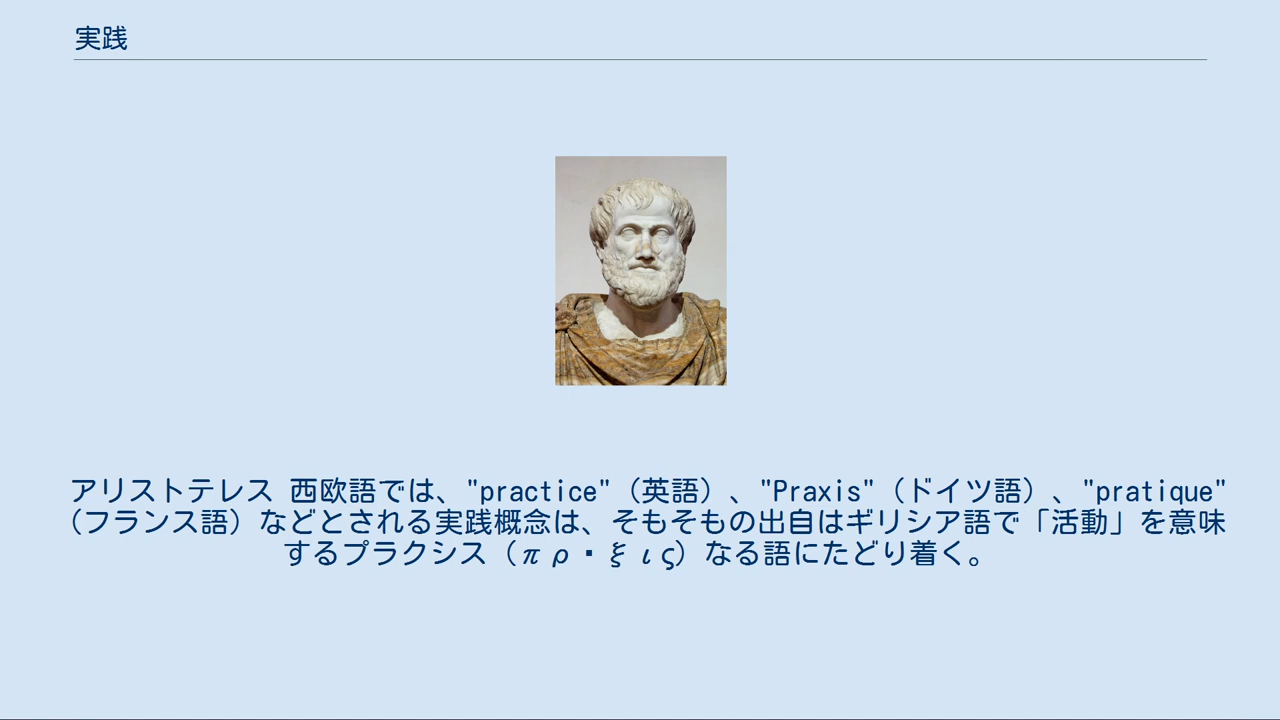 実践
アリストテレス 西欧語では、"practice"（英語）、"Praxis"（ドイツ語）、"pratique"
（フランス語）などとされる実践概念は、そもそもの出自はギリシア語で「活動」を意味
するプラクシス（πρ・ξις）なる語にたどり着く。